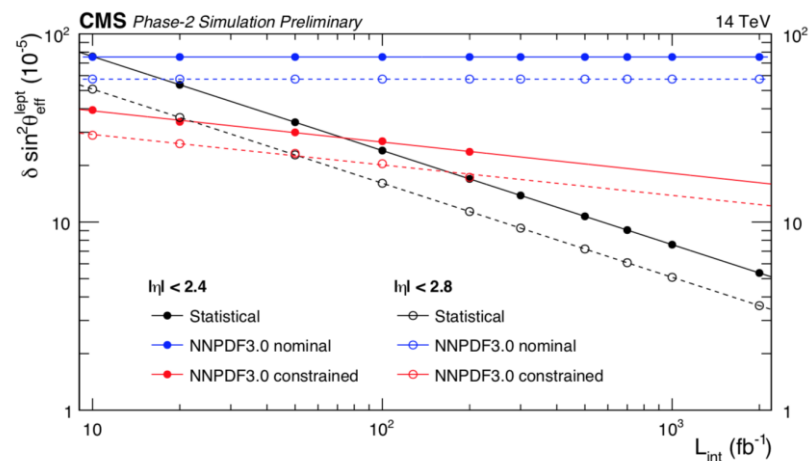 CMS Phase-2 Simulation Preliminary 14 TeV
δ sin²θ_eff^lept (10⁻⁵)
10² 10²
10 10
1 1
|η| < 2.4 |η| < 2.8
Statistical Statistical
NNPDF3.0 nominal NNPDF3.0 nominal
NNPDF3.0 constrained NNPDF3.0 constrained
10 10² 10³
L_int (fb⁻¹)